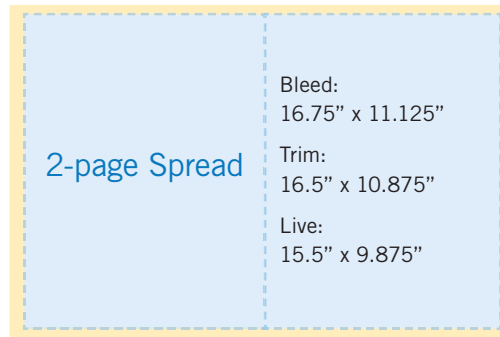 2-page Spread
Bleed:
16.75” x 11.125”
Trim:
16.5” x 10.875”
Live:
15.5” x 9.875”